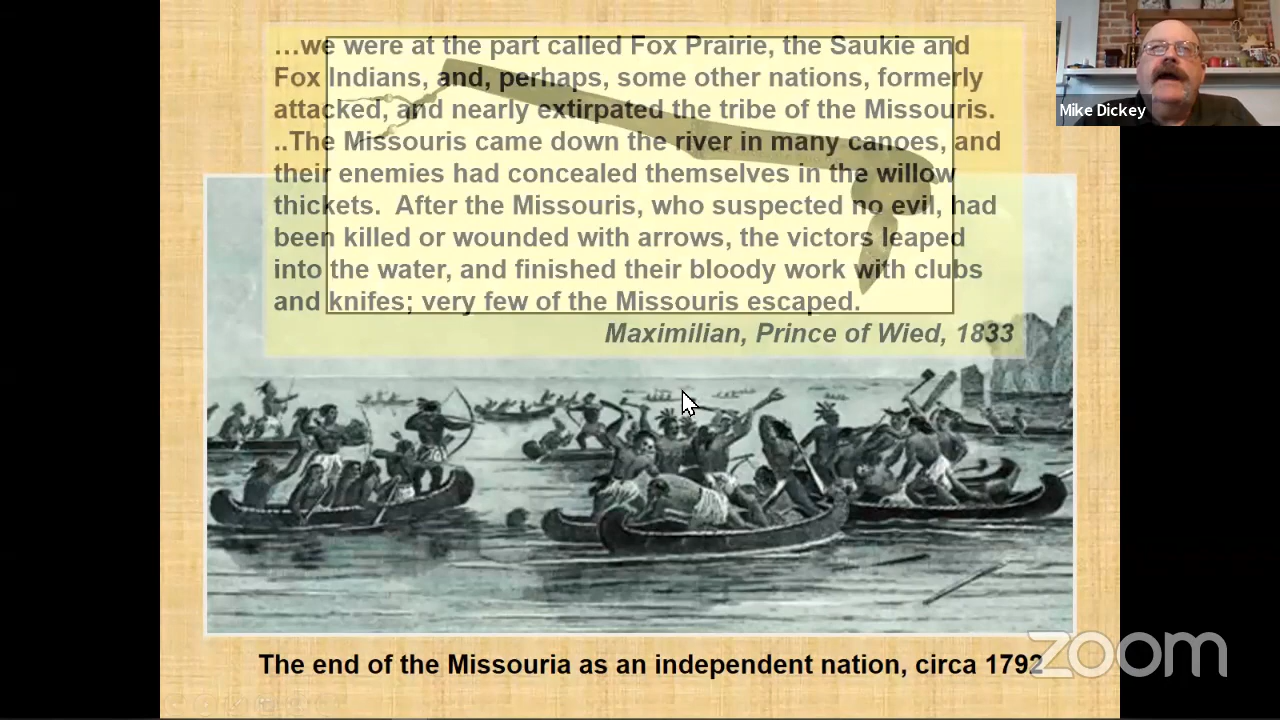 ...we were at the part called Fox Prairie, the Saukie and
Fox Indians, and, perhaps, some other nations, formerly
attacked, and nearly extirpated the tribe of the Missouris.
..The Missouris came down the river in many canoes, and
their enemies had concealed themselves in the willow
thickets.  After the Missouris, who suspected no evil, had
been killed or wounded with arrows, the victors leaped
into the water, and finished their bloody work with clubs
and knifes; very few of the Missouris escaped.
Maximilian, Prince of Wied, 1833
Mike Dickey
The end of the Missouria as an independent nation, circa 1792
zoom